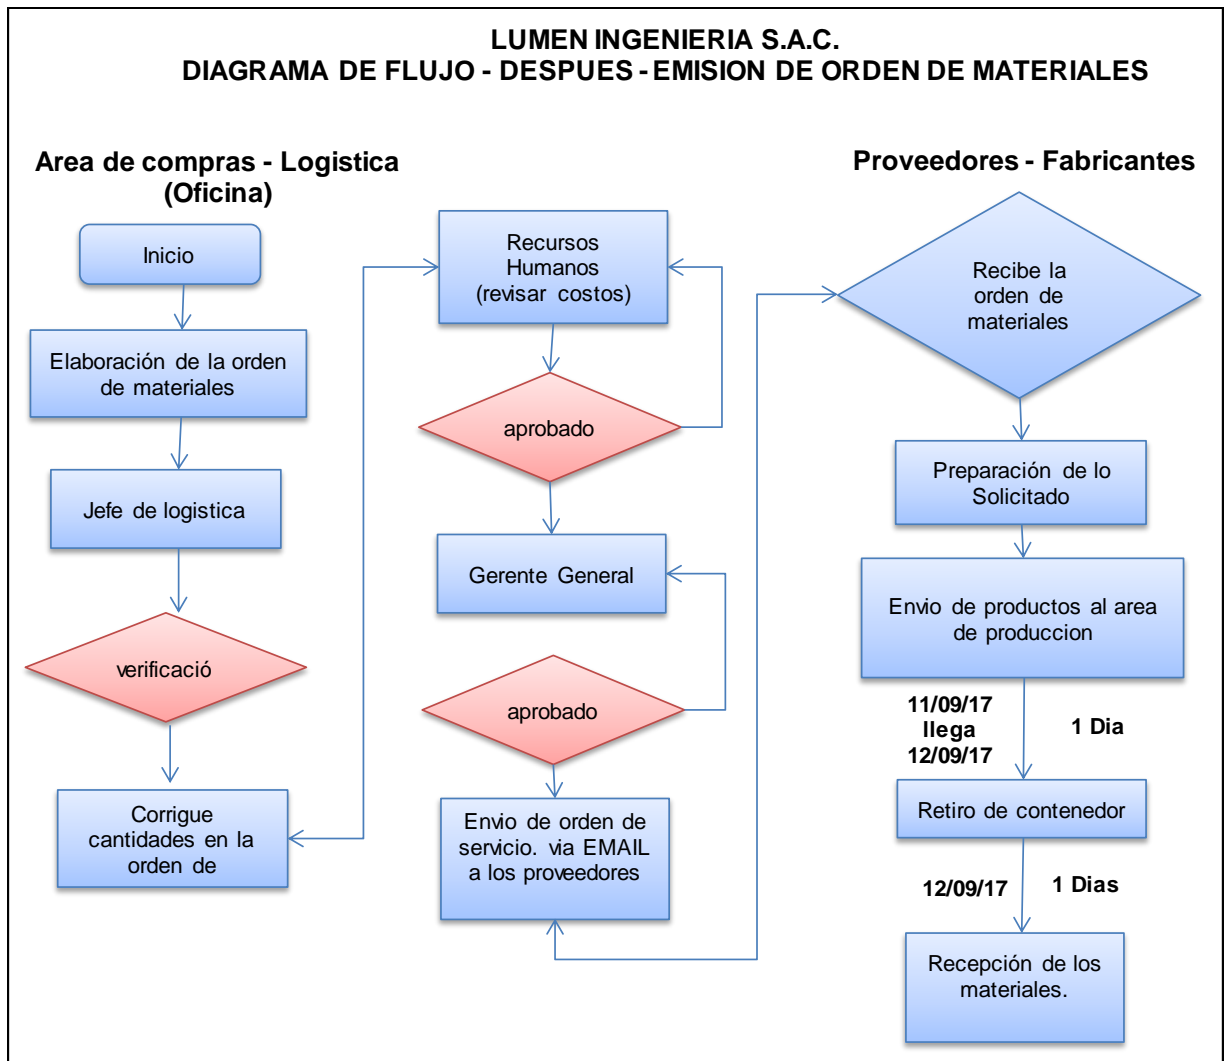 LUMEN INGENIERIA S.A.C.
DIAGRAMA DE FLUJO - DESPUES - EMISION DE ORDEN DE MATERIALES
Area de compras - Logistica
(Oficina)
Inicio
Elaboración de la orden
de materiales
Jefe de logistica
verificació
Corrigue
cantidades en la
orden de
Recursos
Humanos
(revisar costos)
aprobado
Gerente General
aprobado
Envio de orden de
servicio. via EMAIL
a los proveedores
Proveedores - Fabricantes
Recibe la
orden de
materiales
Preparación de lo
Solicitado
Envio de productos al area
de produccion
11/09/17
llega
12/09/17
1 Dia
Retiro de contenedor
12/09/17
1 Dias
Recepción de los
materiales.